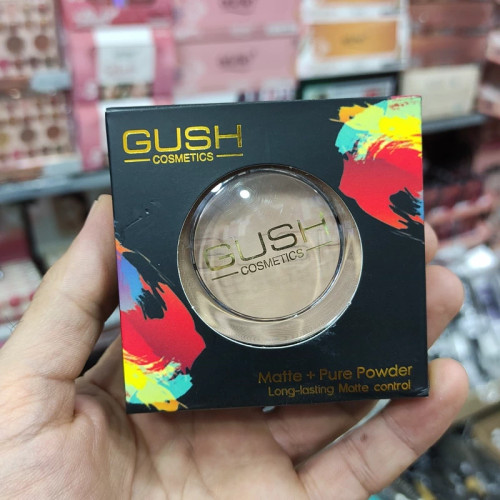 GUSH
COSMETICS
GUSH
COSMETICS
Matte + Pure Powder
Long-lasting Matte control